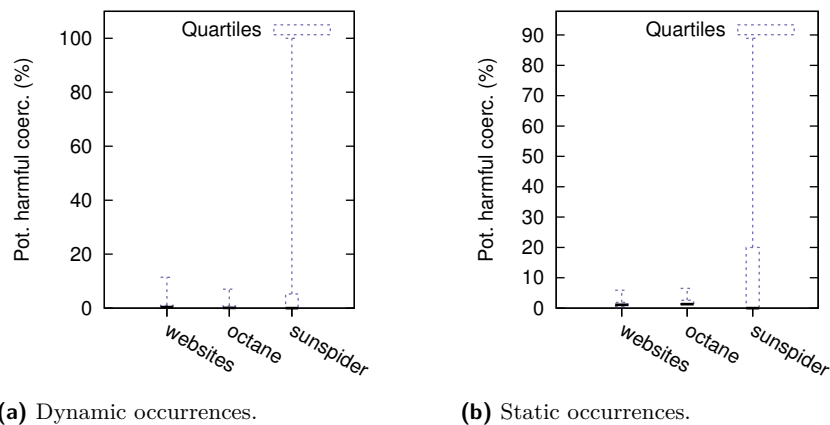 Pot. harmful coerc. (%)
100
80
60
40
20
0
Quartiles
websites
octane
sunspider
Pot. harmful coerc. (%)
90
80
70
60
50
40
30
20
10
0
Quartiles
websites
octane
sunspider
(a) Dynamic occurrences.
(b) Static occurrences.